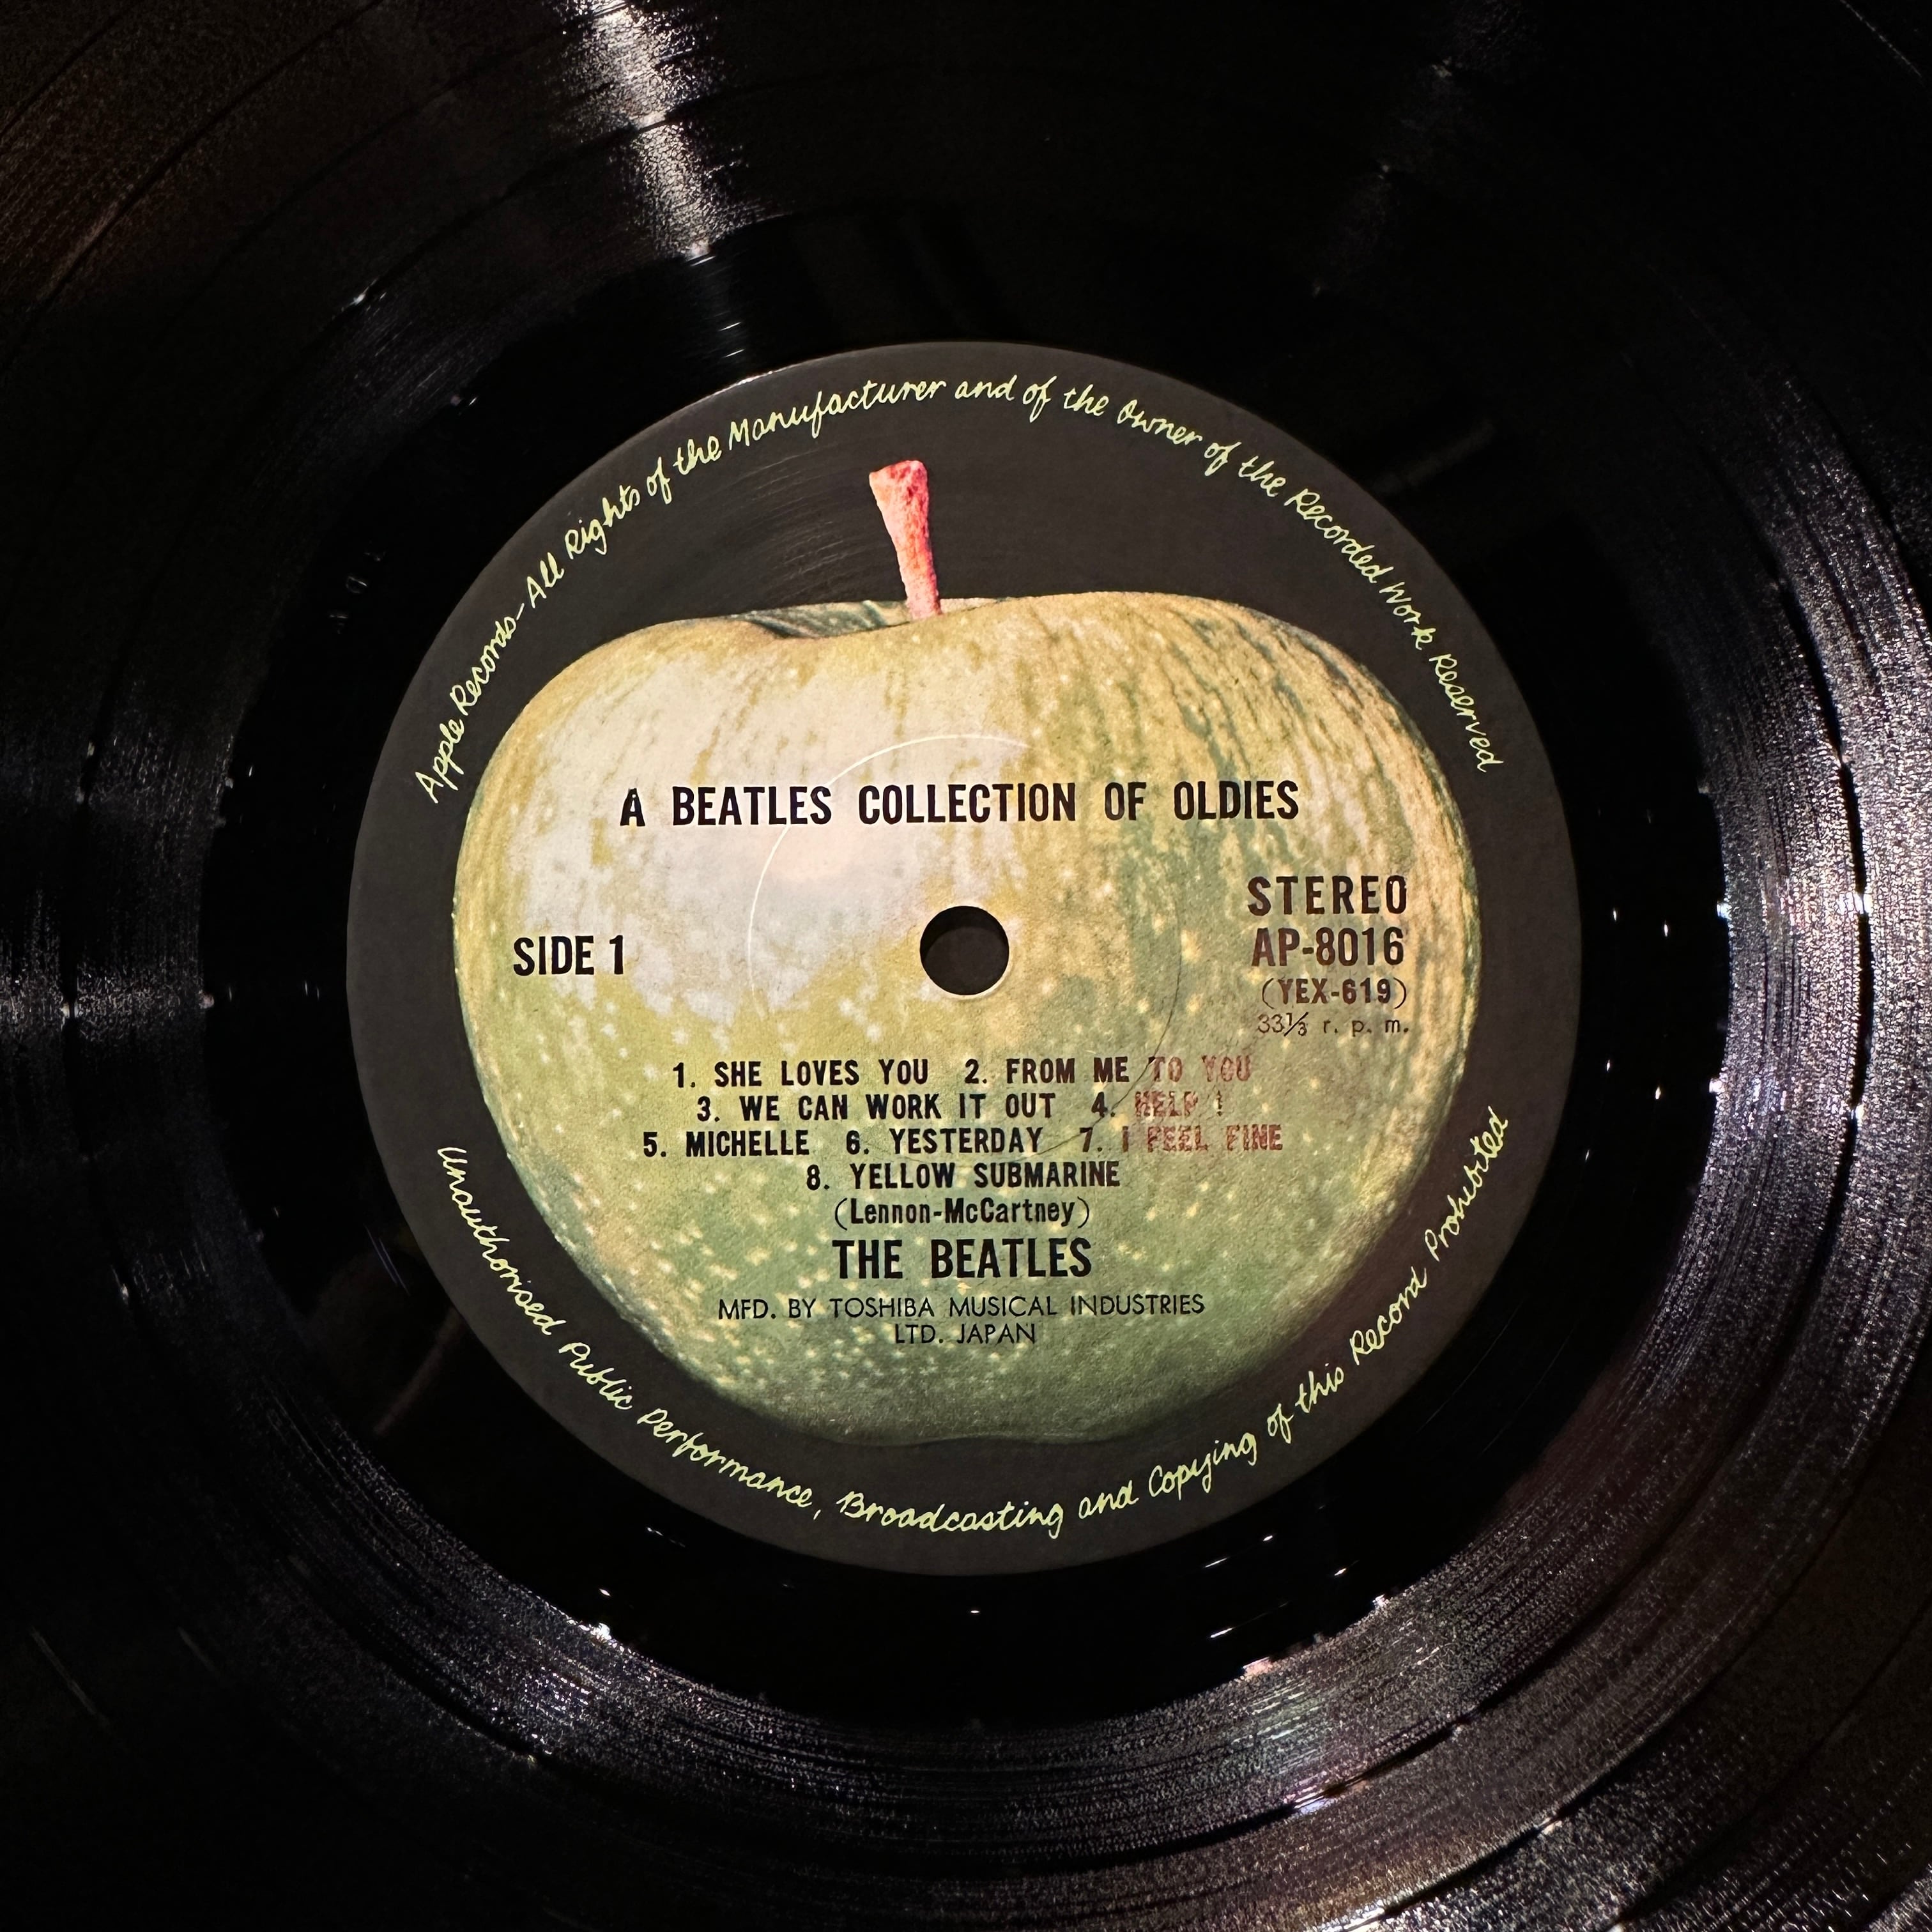 Apple Records—All Rights of the Manufacturer and of the Owner of the Recorded Work Reserved
A BEATLES COLLECTION OF OLDIES
STEREO
SIDE 1
AP-8016
(YEX-619)
33⅓ r. p. m.
1. SHE LOVES YOU 2. FROM ME TO YOU
3. WE CAN WORK IT OUT 4. HELP !
5. MICHELLE 6. YESTERDAY 7. I FEEL FINE
8. YELLOW SUBMARINE
(Lennon-McCartney)
THE BEATLES
MFD. BY TOSHIBA MUSICAL INDUSTRIES
LTD. JAPAN
Unauthorised Public Performance, Broadcasting and Copying of this Record Prohibited